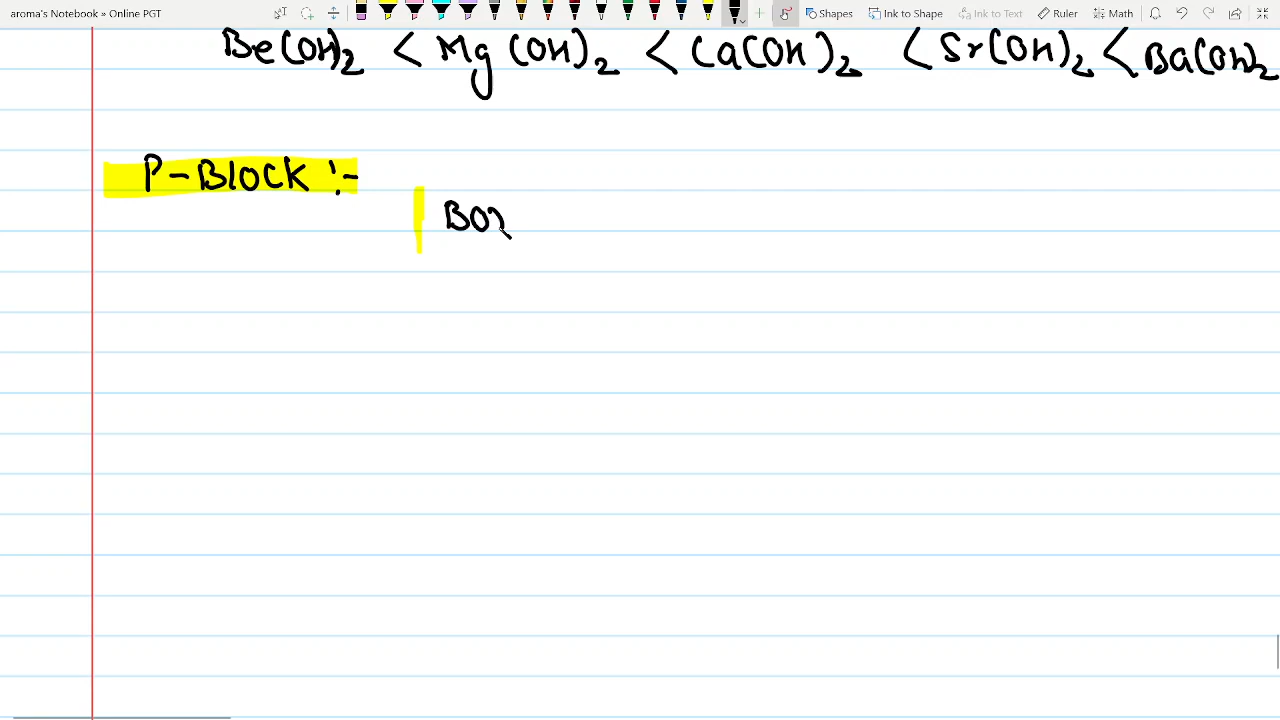 aroma's Notebook » Online PGT
Shapes Ink to Shape Ink to Text Ruler Math
Be(OH)2 < Mg(OH)2 < Ca(OH)2 < Sr(OH)2 < Ba(OH)2
P-Block :-
Bor